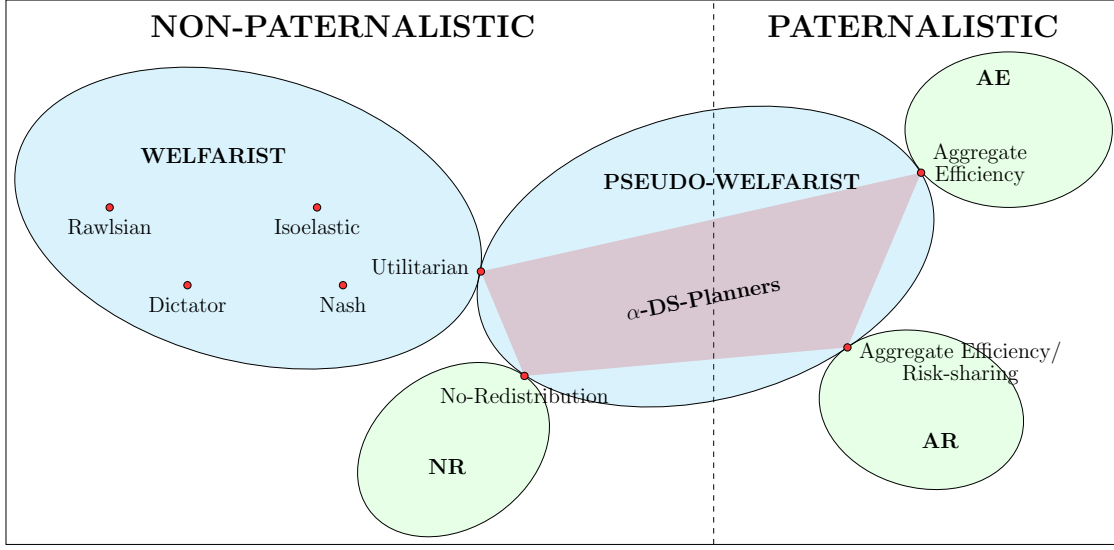 NON-PATERNALISTIC
PATERNALISTIC
AE
WELFARIST
Aggregate
Efficiency
PSEUDO-WELFARIST
Rawlsian
Isoelastic
Utilitarian
Dictator
Nash
α-DS-Planners
Aggregate Efficiency/
Risk-sharing
No-Redistribution
AR
NR